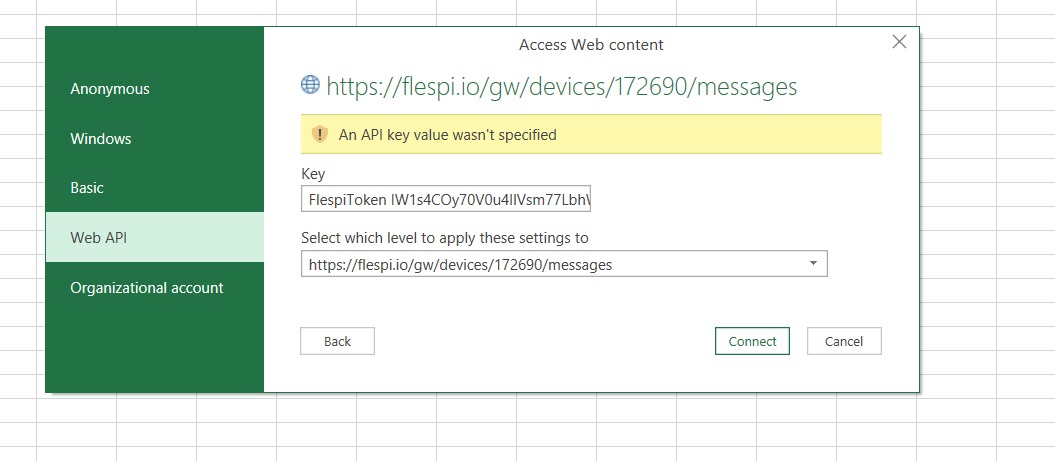 Access Web content
Anonymous
Windows
Basic
Web API
Organizational account
https://flespi.io/gw/devices/172690/messages
An API key value wasn't specified
Key
Select which level to apply these settings to
https://flespi.io/gw/devices/172690/messages
Back
Connect
Cancel